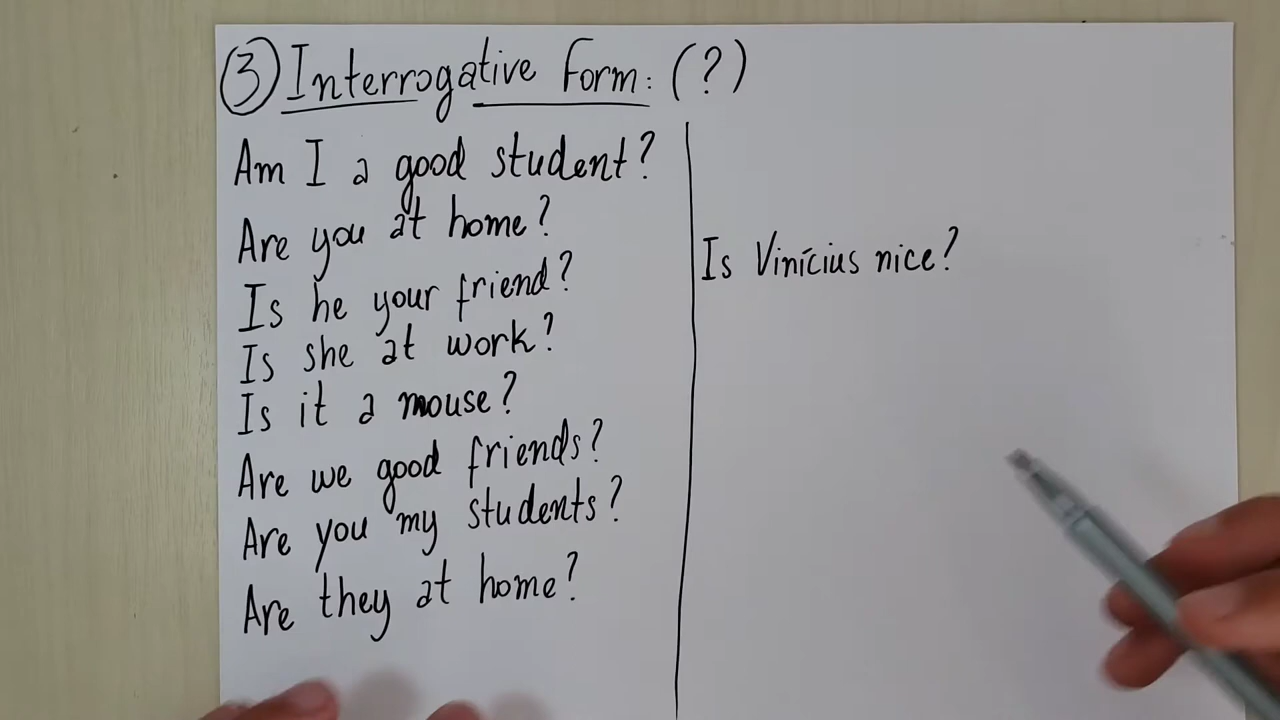 ③ Interrogative Form: (?)
Am I a good student?
Are you at home?
Is he your friend?
Is she at work?
Is it a mouse?
Are we good friends?
Are you my students?
Are they at home?
Is Vinícius nice?